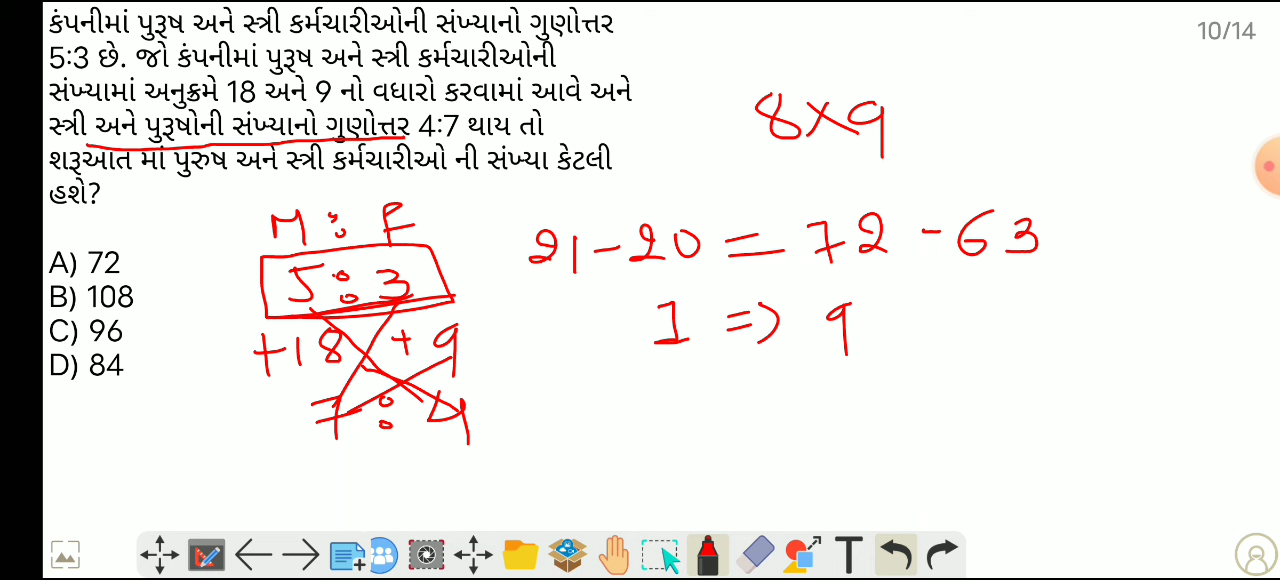 કંપનીમાં પુરૂષ અને સ્ત્રી કર્મચારીઓની સંખ્યાનો ગુણોત્તર
5:3 છે. જો કંપનીમાં પુરૂષ અને સ્ત્રી કર્મચારીઓની
સંખ્યામાં અનુક્રમે 18 અને 9 નો વધારો કરવામાં આવે અને
સ્ત્રી અને પુરૂષોની સંખ્યાનો ગુણોત્તર 4:7 થાય તો
શરૂઆત માં પુરુષ અને સ્ત્રી કર્મચારીઓ ની સંખ્યા કેટલી
હશે?
10/14
8×9
A) 72
B) 108
C) 96
D) 84
M : F
5 : 3
+18 +9
7 : 4
21-20 = 72-63
1 => 9
T